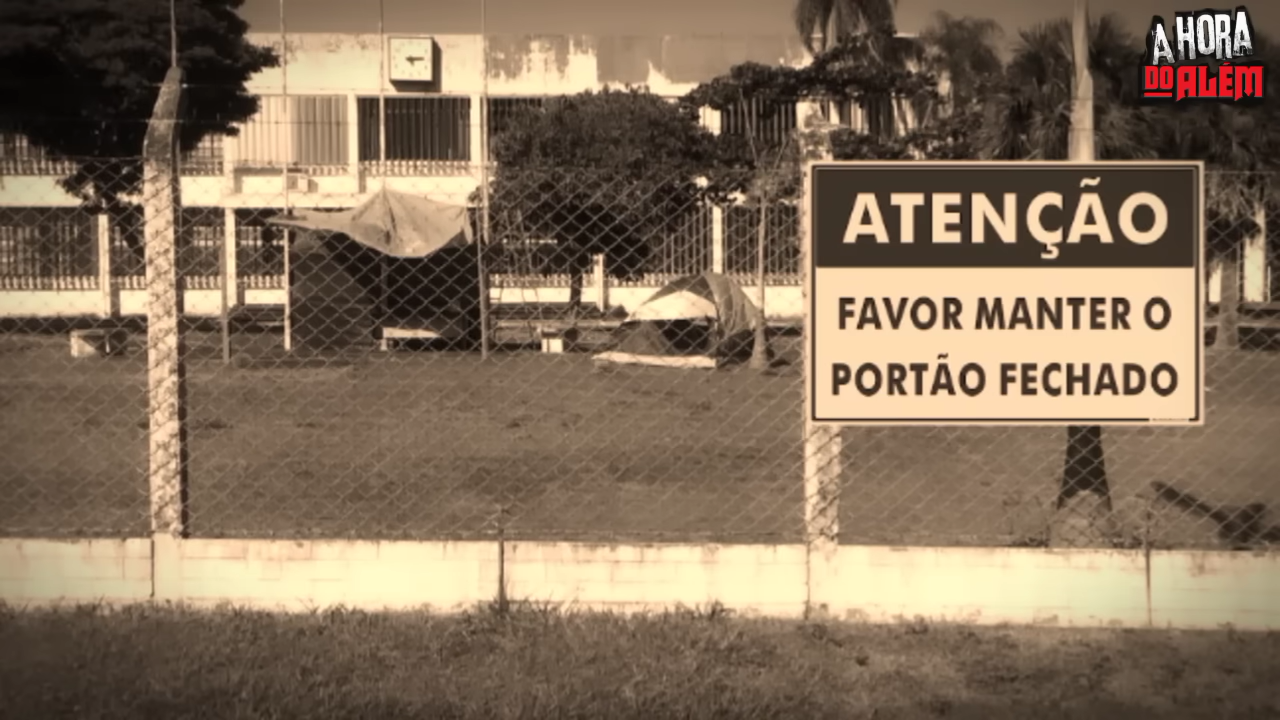 A HORA
DO ALÉM
ATENÇÃO
FAVOR MANTER O
PORTÃO FECHADO